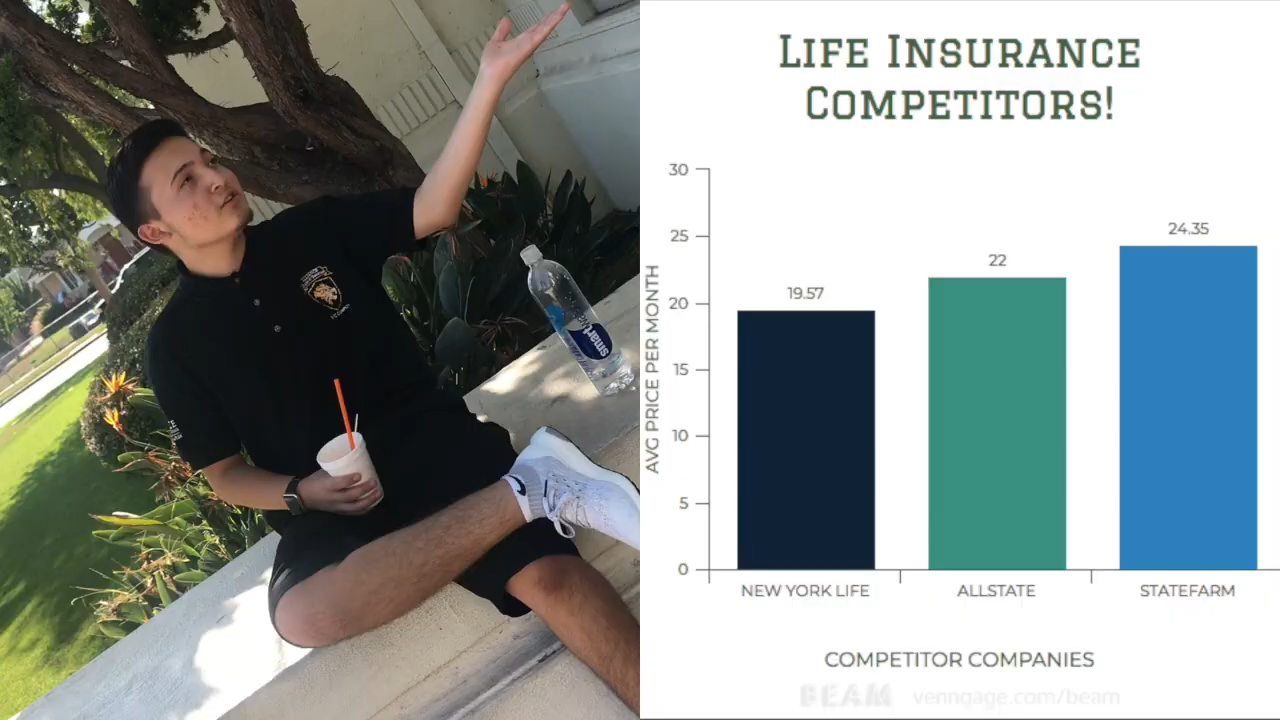 smart
LIFE INSURANCE
COMPETITORS!
30
25
20
15
10
5
0
AVG PRICE PER MONTH
19.57
22
24.35
NEW YORK LIFE
ALLSTATE
STATEFARM
COMPETITOR COMPANIES
BEAM venngage.com/beam